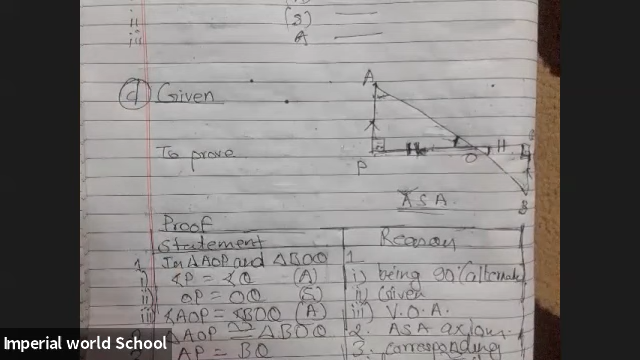 ii (S)
iii A
(d) Given
A
To prove
P O
B
ASA
Proof
Statement Reason
1 In ΔAOP and ΔBOQ 1
i) ∢P = ∢Q (A) i) being 90° (alternate
ii) OP = OQ (S) ii) Given
iii) ∢AOP = ∢BOQ (A) iii) V.O.A.
2 ΔAOP ≅ ΔBOQ 2. ASA axiom.
3 AP = BQ 3. corresponding
Imperial world School